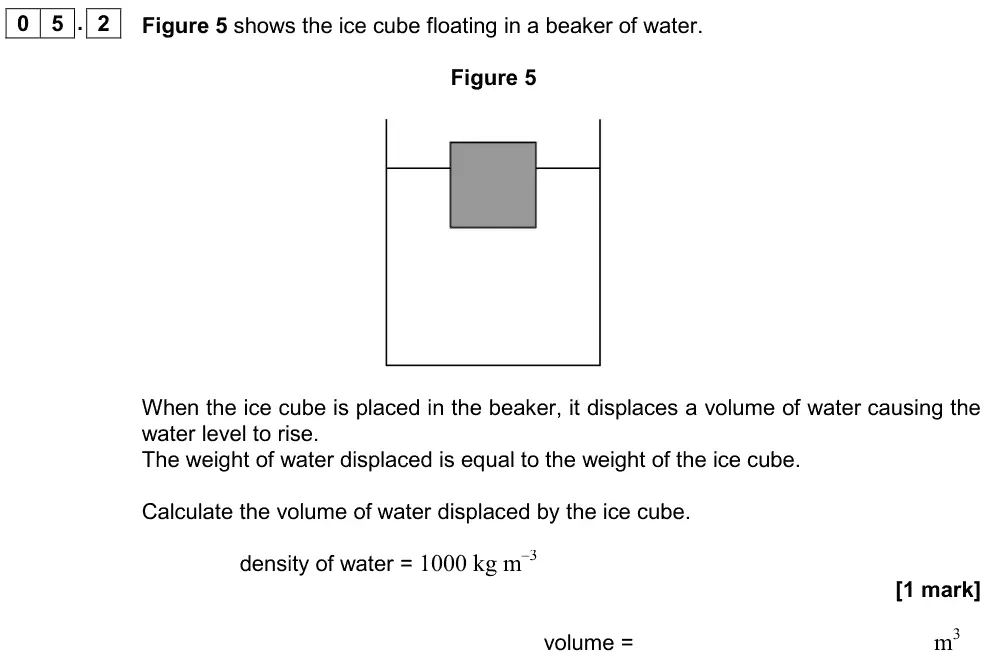 05.2 Figure 5 shows the ice cube floating in a beaker of water.
Figure 5
When the ice cube is placed in the beaker, it displaces a volume of water causing the
water level to rise.
The weight of water displaced is equal to the weight of the ice cube.
Calculate the volume of water displaced by the ice cube.
density of water = 1000 kg m⁻³
[1 mark]
volume = m³